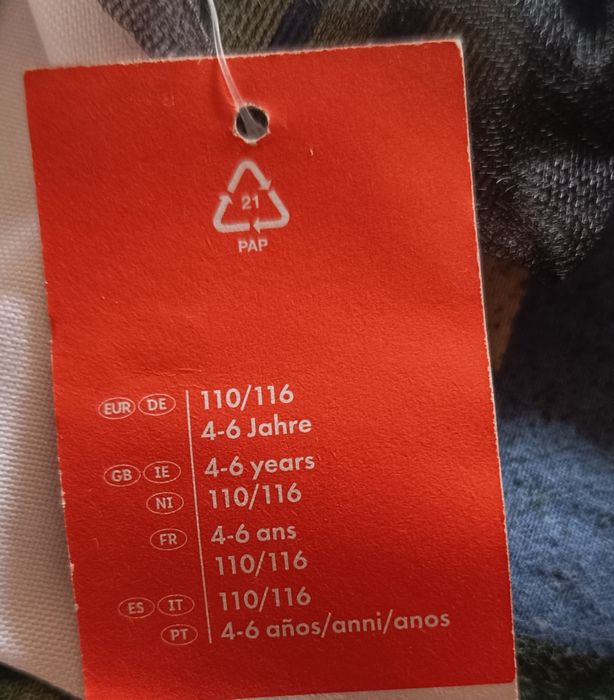 21
PAP
EUR DE 110/116
4-6 Jahre
GB IE 4-6 years
NI 110/116
FR 4-6 ans
110/116
ES IT 110/116
PT 4-6 años/anni/anos